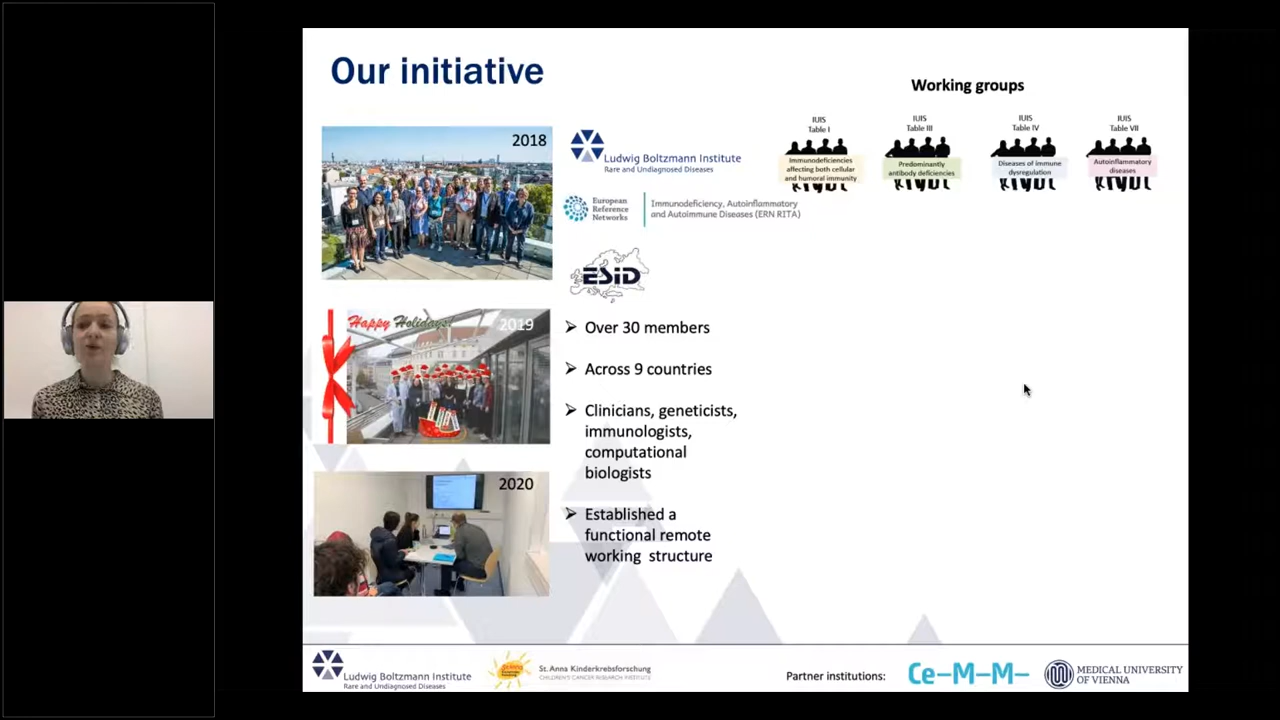 Our initiative
Working groups
2018
Ludwig Boltzmann Institute
Rare and Undiagnosed Diseases
European
Reference
Networks
Immunodeficiency, Autoinflammatory
and Autoimmune Diseases (ERN RITA)
ESID
IUIS
Table I
Immunodeficiencies
affecting both cellular
and humoral immunity
IUIS
Table III
Predominantly
antibody deficiencies
IUIS
Table IV
Diseases of immune
dysregulation
IUIS
Table VII
Autoinflammatory
diseases
Happy Holidays!
2019
➢ Over 30 members
➢ Across 9 countries
➢ Clinicians, geneticists,
immunologists,
computational
biologists
2020
➢ Established a
functional remote
working structure
Ludwig Boltzmann Institute
Rare and Undiagnosed Diseases
St. Anna Kinderkrebsforschung
CHILDREN'S CANCER RESEARCH INSTITUTE
Partner institutions:
Ce–M–M–
MEDICAL UNIVERSITY
OF VIENNA